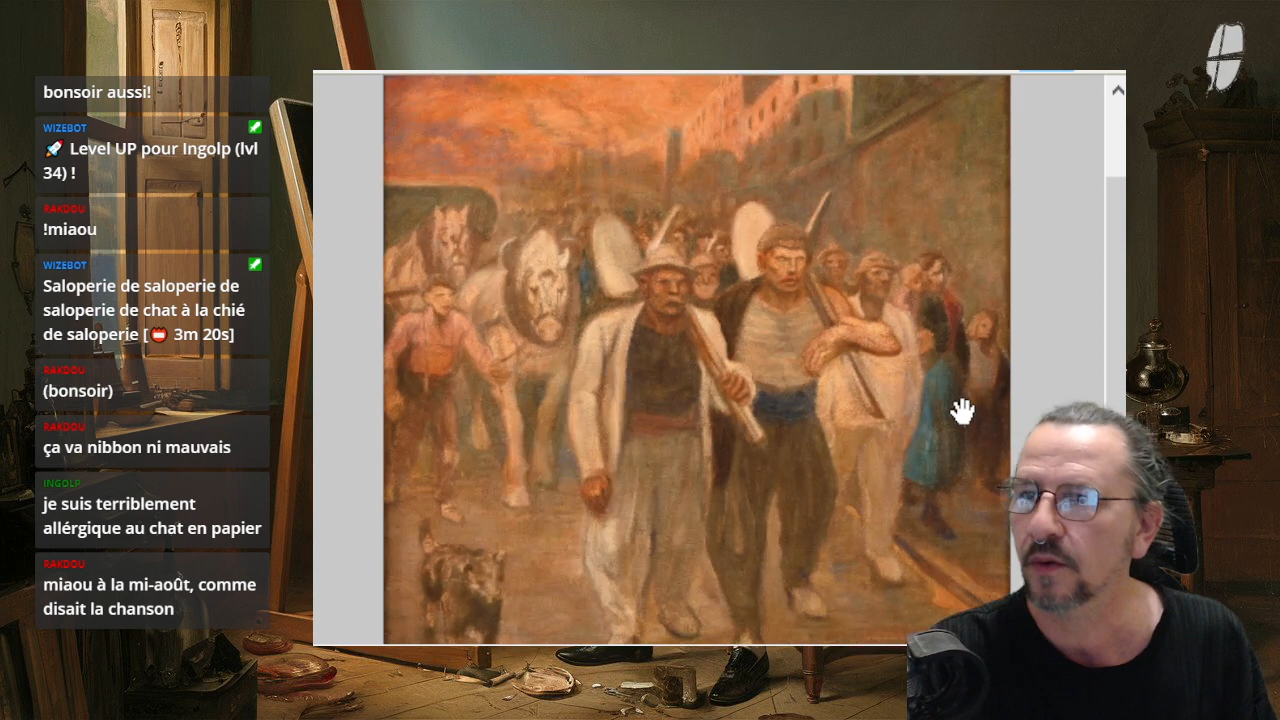 bonsoir aussi!
WIZEBOT
🚀 Level UP pour Ingolp (lvl
34) !
RAKDOU
!miaou
WIZEBOT
Saloperie de saloperie de
saloperie de chat à la chié
de saloperie [📛 3m 20s]
RAKDOU
(bonsoir)
RAKDOU
ça va nibbon ni mauvais
INGOLP
je suis terriblement
allérgique au chat en papier
RAKDOU
miaou à la mi-août, comme
disait la chanson